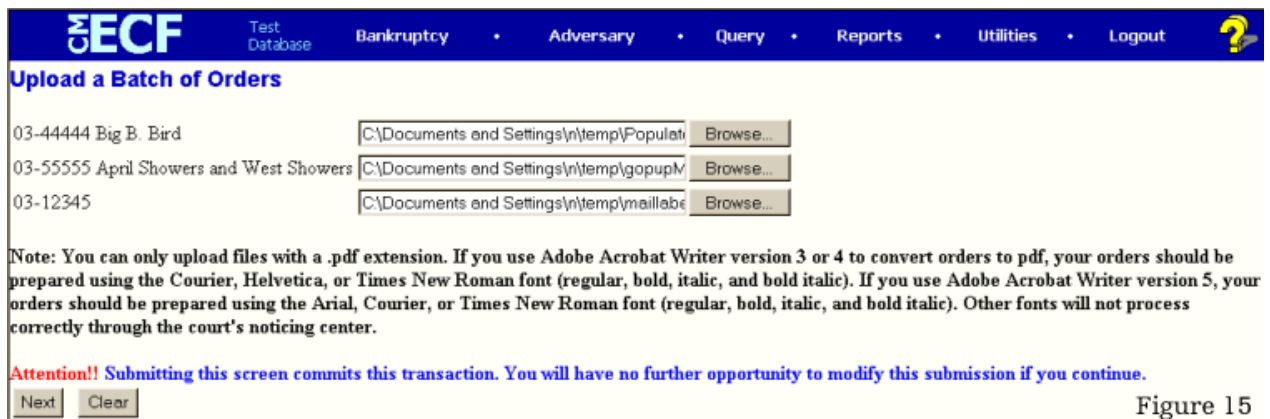 CM ECF Test Database Bankruptcy • Adversary • Query • Reports • Utilities • Logout ?
Upload a Batch of Orders
03-44444 Big B. Bird C:\Documents and Settings\n\temp\Populat Browse...
03-55555 April Showers and West Showers C:\Documents and Settings\n\temp\gopupM Browse...
03-12345 C:\Documents and Settings\n\temp\maillabe Browse...
Note: You can only upload files with a .pdf extension. If you use Adobe Acrobat Writer version 3 or 4 to convert orders to pdf, your orders should be
prepared using the Courier, Helvetica, or Times New Roman font (regular, bold, italic, and bold italic). If you use Adobe Acrobat Writer version 5, your
orders should be prepared using the Arial, Courier, or Times New Roman font (regular, bold, italic, and bold italic). Other fonts will not process
correctly through the court's noticing center.
Attention!! Submitting this screen commits this transaction. You will have no further opportunity to modify this submission if you continue.
Next Clear Figure 15